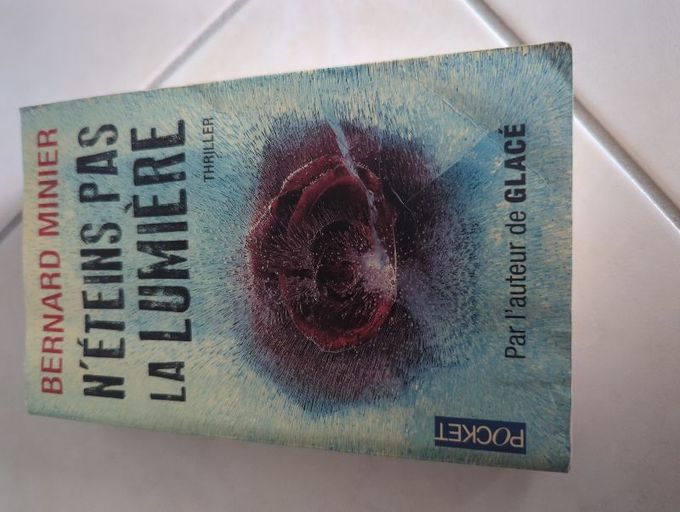 BERNARD MINIER
N'ÉTEINS PAS
LA LUMIÈRE
THRILLER
Par l'auteur de GLACÉ
POCKET